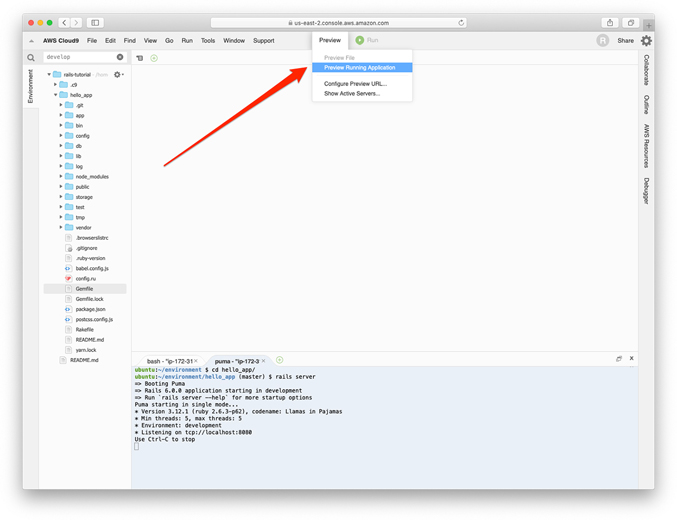 us-east-2.console.aws.amazon.com
AWS Cloud9 File Edit Find View Go Run Tools Window Support Preview Run R Share
develop
Preview File
Preview Running Application
Configure Preview URL...
Show Active Servers...
Environment
rails-tutorial - /home
.c9
hello_app
.git
app
bin
config
db
lib
log
node_modules
public
storage
test
tmp
vendor
.browserslistrc
.gitignore
.ruby-version
babel.config.js
config.ru
Gemfile
Gemfile.lock
package.json
postcss.config.js
Rakefile
README.md
yarn.lock
README.md
Collaborate
Outline
AWS Resources
Debugger
bash - "ip-172-31 puma - "ip-172-3
ubuntu:~/environment $ cd hello_app/
ubuntu:~/environment/hello_app (master) $ rails server
=> Booting Puma
=> Rails 6.0.0 application starting in development
=> Run `rails server --help` for more startup options
Puma starting in single mode...
* Version 3.12.1 (ruby 2.6.3-p62), codename: Llamas in Pajamas
* Min threads: 5, max threads: 5
* Environment: development
* Listening on tcp://localhost:8080
Use Ctrl-C to stop